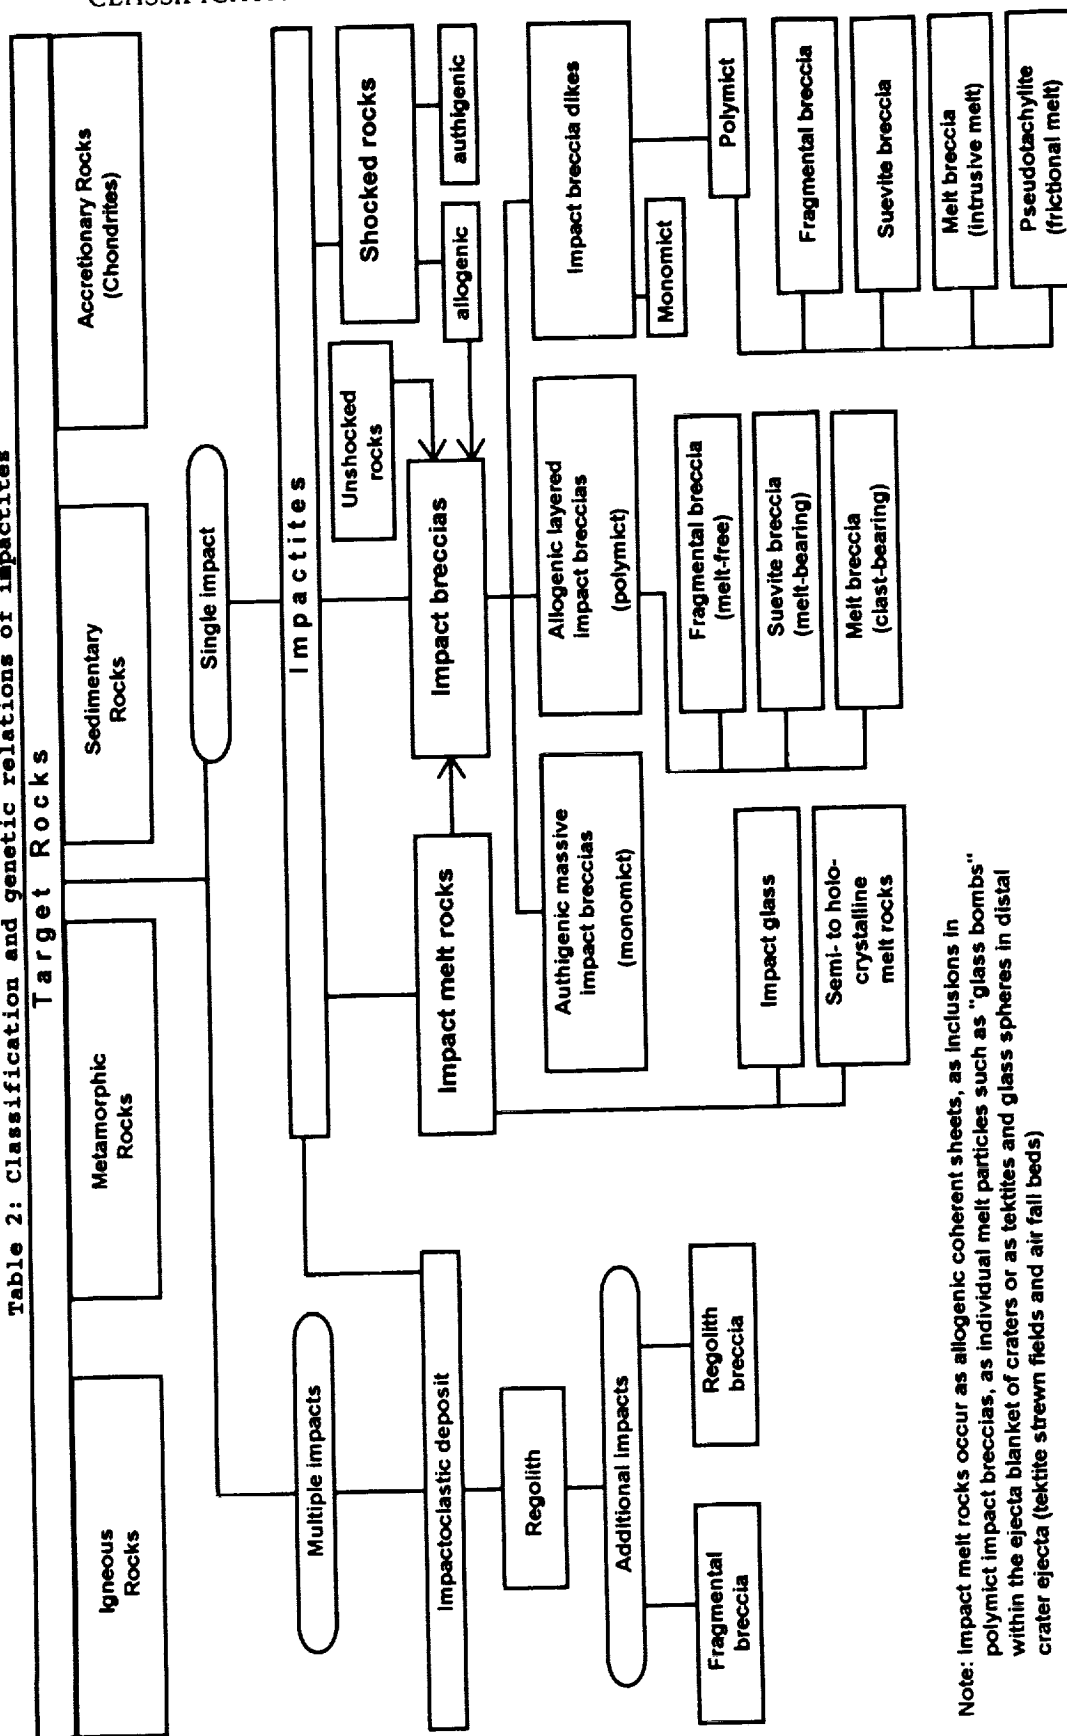 Table 2: Classification and genetic relations of impactites
Target Rocks
Igneous
Rocks
Metamorphic
Rocks
Sedimentary
Rocks
Accretionary Rocks
(Chondrites)
Multiple impacts
Single impact
Impactoclastic deposit
Impactites
Regolith
Additional impacts
Fragmental
breccia
Regolith
breccia
Impact melt rocks
Impact breccias
Unshocked
rocks
Shocked rocks
allogenic
authigenic
Authigenic massive
impact breccias
(monomict)
Allogenic layered
impact breccias
(polymict)
Impact breccia dikes
Monomict
Polymict
Impact glass
Semi- to holo-
crystalline
melt rocks
Fragmental breccia
(melt-free)
Suevite breccia
(melt-bearing)
Melt breccia
(clast-bearing)
Fragmental breccia
Suevite breccia
Melt breccia
(intrusive melt)
Pseudotachylite
(frictional melt)
Note: Impact melt rocks occur as allogenic coherent sheets, as inclusions in
polymict impact breccias, as individual melt particles such as "glass bombs"
within the ejecta blanket of craters or as tektites and glass spheres in distal
crater ejecta (tektite strewn fields and air fall beds)